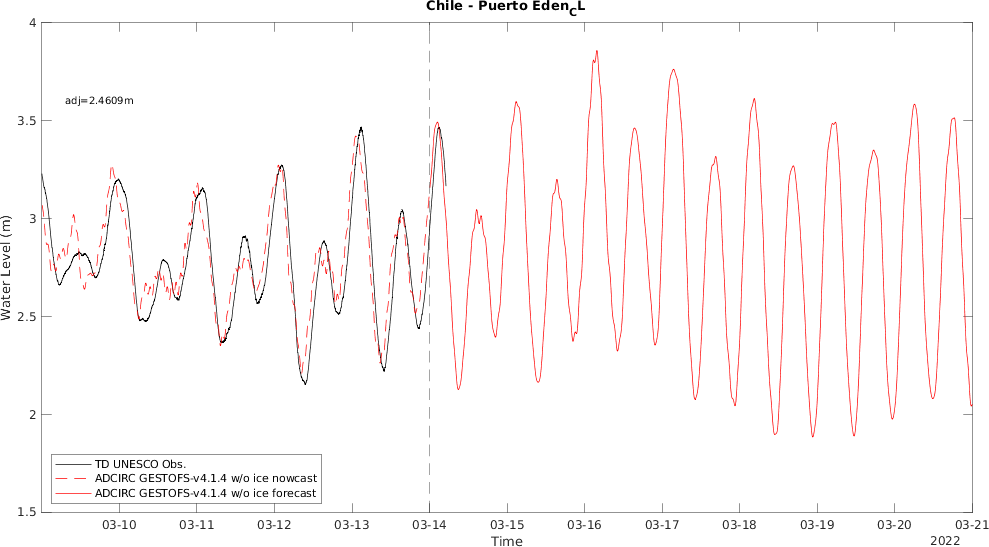 Chile - Puerto Eden_CL
4
3.5
3
2.5
2
1.5
Water Level (m)
adj=2.4609m
TD UNESCO Obs.
ADCIRC GESTOFS-v4.1.4 w/o ice nowcast
ADCIRC GESTOFS-v4.1.4 w/o ice forecast
03-10 03-11 03-12 03-13 03-14 03-15 03-16 03-17 03-18 03-19 03-20 03-21
Time
2022